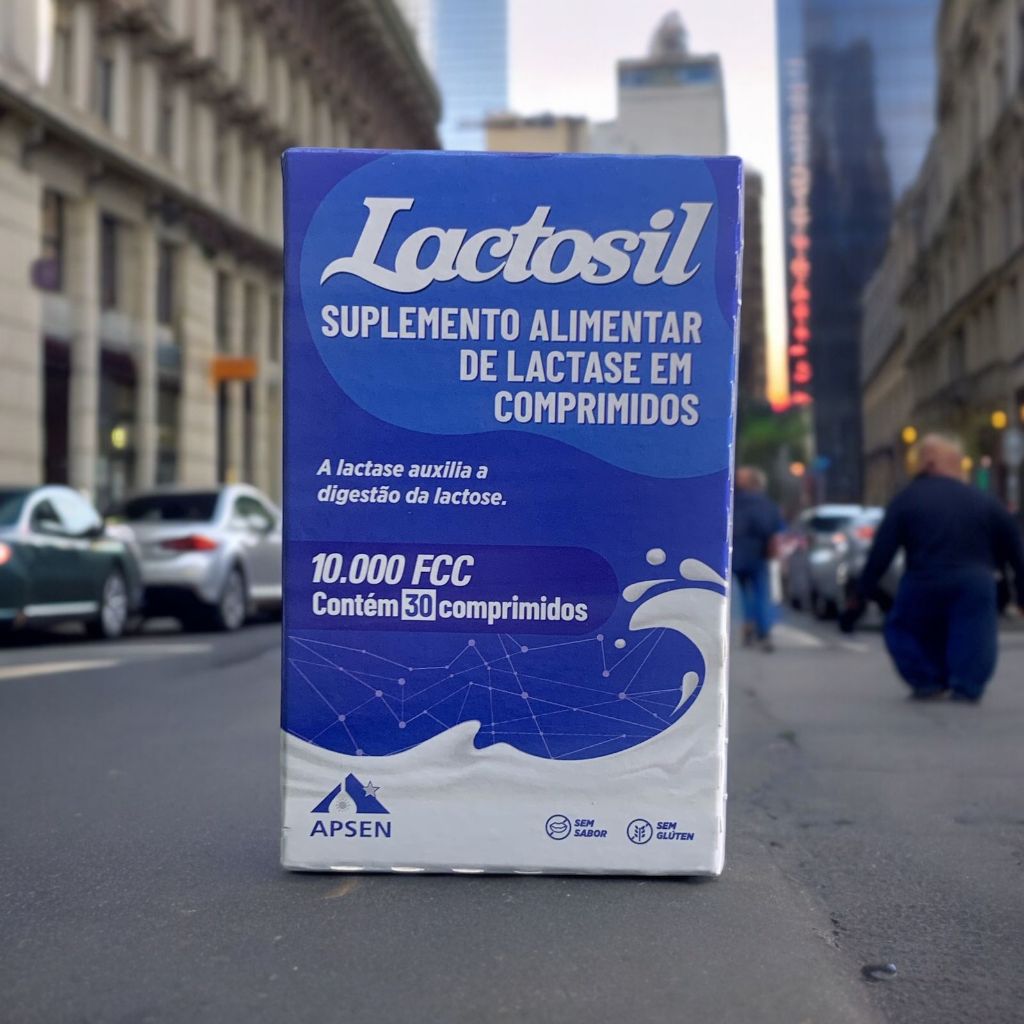 Lactosil
SUPLEMENTO ALIMENTAR
DE LACTASE EM
COMPRIMIDOS
A lactase auxilia a
digestão da lactose.
10.000 FCC
Contém 30 comprimidos
APSEN
SEM
SABOR
SEM
GLÚTEN